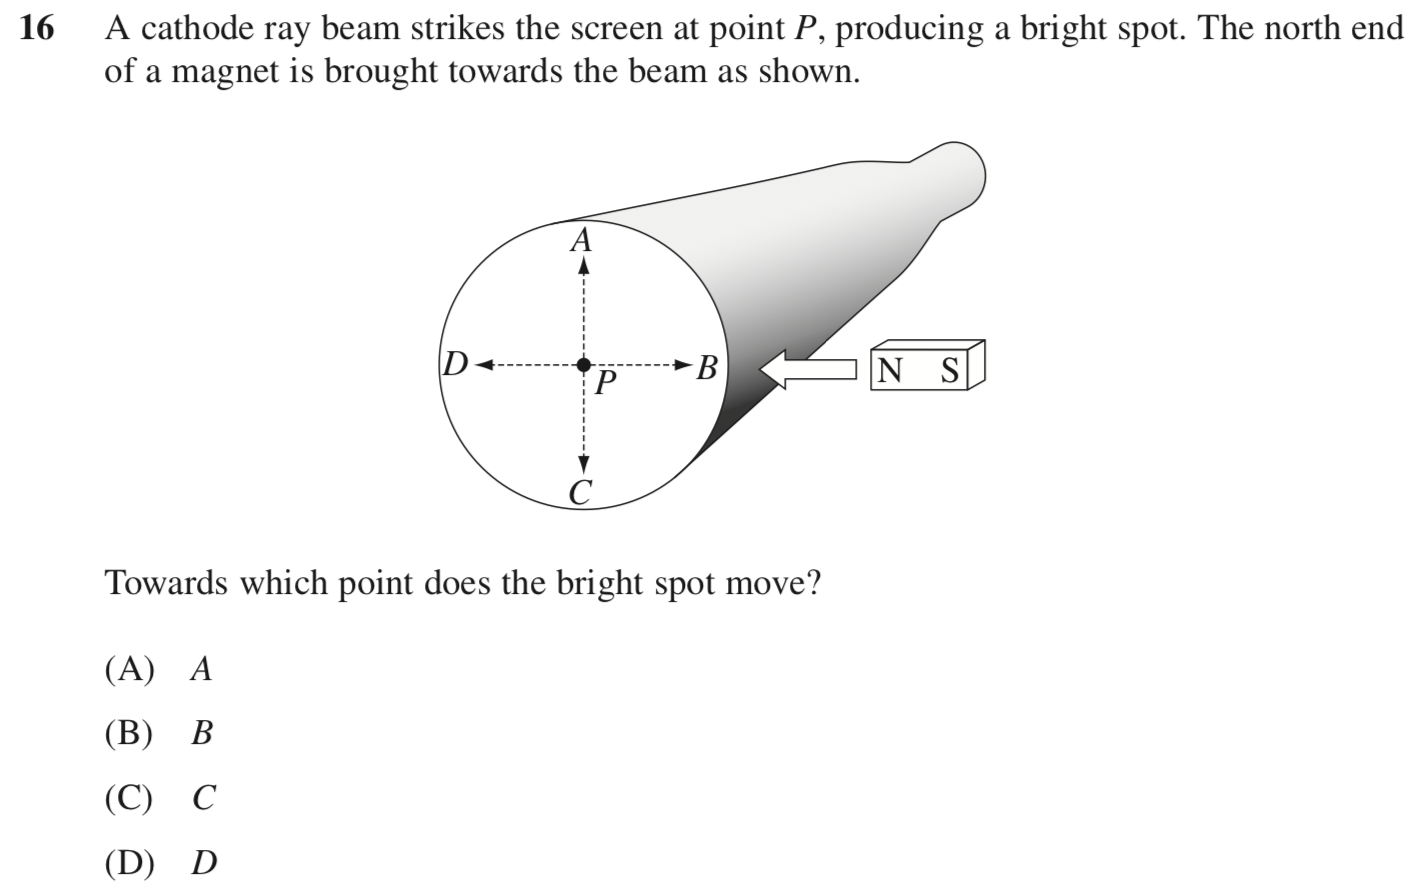 16 A cathode ray beam strikes the screen at point P, producing a bright spot. The north end
of a magnet is brought towards the beam as shown.
A
D
P
B
N S
C
Towards which point does the bright spot move?
(A) A
(B) B
(C) C
(D) D